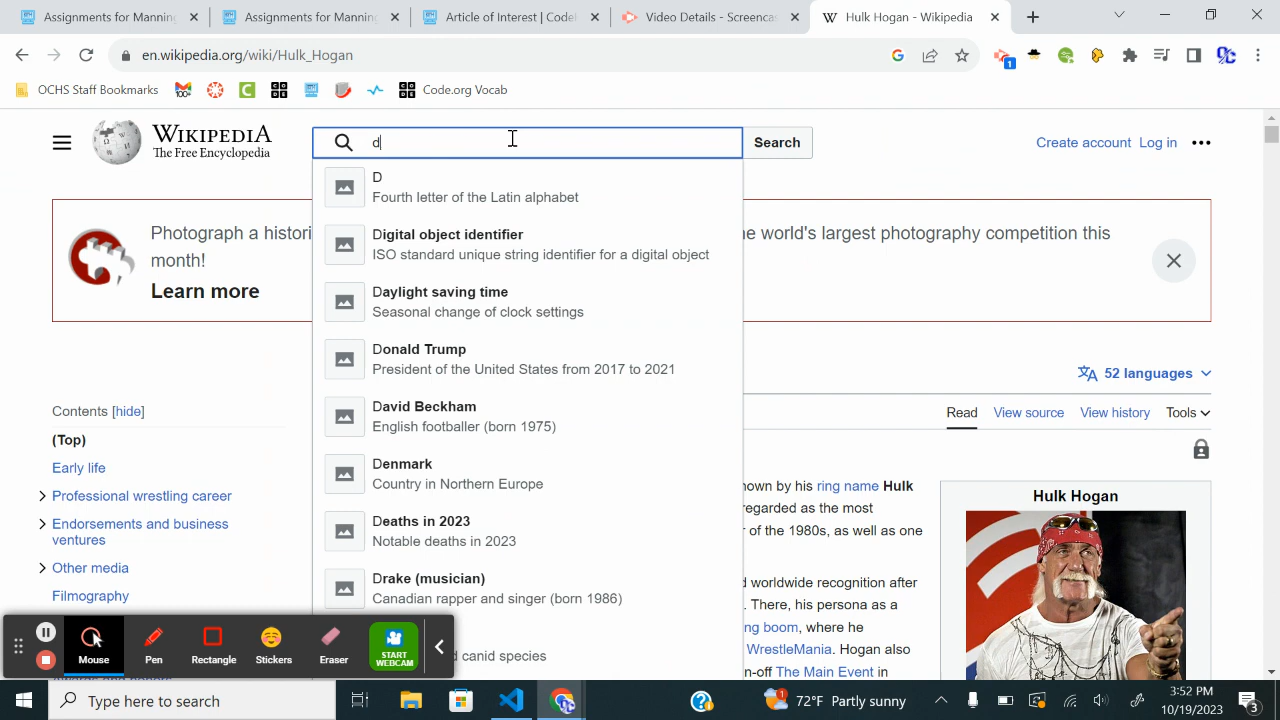 Assignments for Manning
Assignments for Manning
Article of Interest | Code
Video Details - Screencas
W Hulk Hogan - Wikipedia
en.wikipedia.org/wiki/Hulk_Hogan
1
OCHS Staff Bookmarks
Code.org Vocab
WIKIPEDIA
The Free Encyclopedia
d
Search
Create account Log in
D
Fourth letter of the Latin alphabet
Digital object identifier
ISO standard unique string identifier for a digital object
Daylight saving time
Seasonal change of clock settings
Donald Trump
President of the United States from 2017 to 2021
David Beckham
English footballer (born 1975)
Denmark
Country in Northern Europe
Deaths in 2023
Notable deaths in 2023
Drake (musician)
Canadian rapper and singer (born 1986)
d canid species
Photograph a histori
e world's largest photography competition this
month!
Learn more
52 languages
Contents [hide]
(Top)
Early life
Professional wrestling career
Endorsements and business
ventures
Other media
Filmography
Read View source View history Tools
own by his ring name Hulk
egarded as the most
r of the 1980s, as well as one
d worldwide recognition after
. There, his persona as a
ng boom, where he
WrestleMania. Hogan also
n-off The Main Event in
Hulk Hogan
Mouse
Pen
Rectangle
Stickers
Eraser
START
WEBCAM
Type here to search
1
72°F Partly sunny
3:52 PM
10/19/2023
3